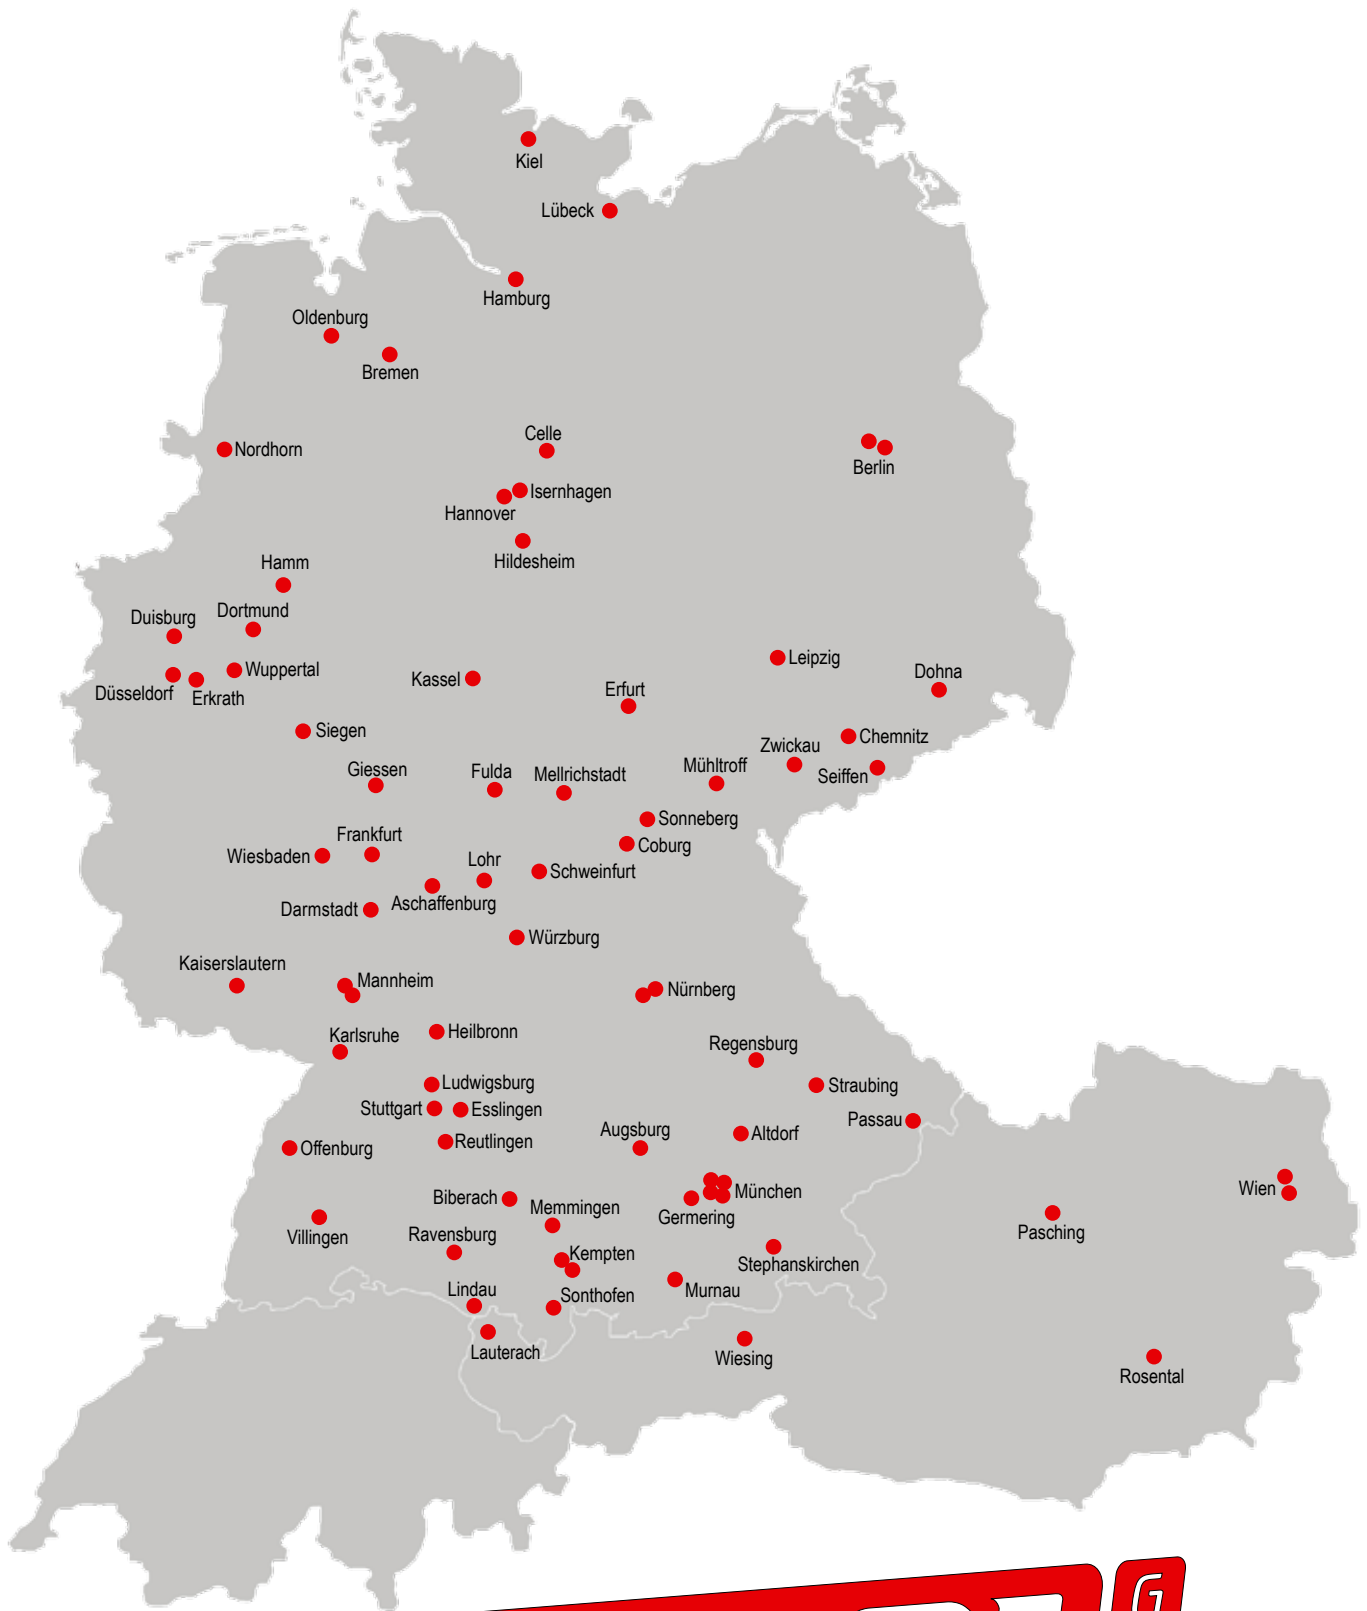 Kiel
Lübeck
Hamburg
Oldenburg
Bremen
Celle
Nordhorn
Berlin
Isernhagen
Hannover
Hildesheim
Hamm
Dortmund
Duisburg
Wuppertal
Düsseldorf
Erkrath
Kassel
Leipzig
Erfurt
Dohna
Siegen
Chemnitz
Zwickau
Seiffen
Mühltroff
Giessen
Fulda
Mellrichstadt
Sonneberg
Coburg
Frankfurt
Wiesbaden
Lohr
Schweinfurt
Aschaffenburg
Darmstadt
Würzburg
Kaiserslautern
Mannheim
Nürnberg
Heilbronn
Karlsruhe
Regensburg
Ludwigsburg
Straubing
Stuttgart
Esslingen
Passau
Augsburg
Altdorf
Reutlingen
Offenburg
München
Wien
Biberach
Memmingen
Germering
Pasching
Villingen
Ravensburg
Kempten
Stephanskirchen
Lindau
Sonthofen
Murnau
Lauterach
Wiesing
Rosental
G